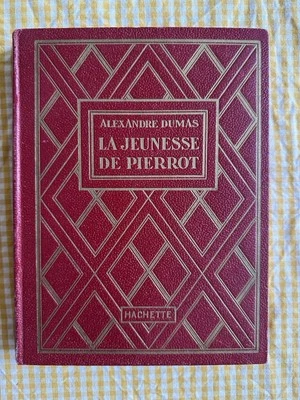 ALEXANDRE DUMAS
LA JEUNESSE
DE PIERROT
HACHETTE